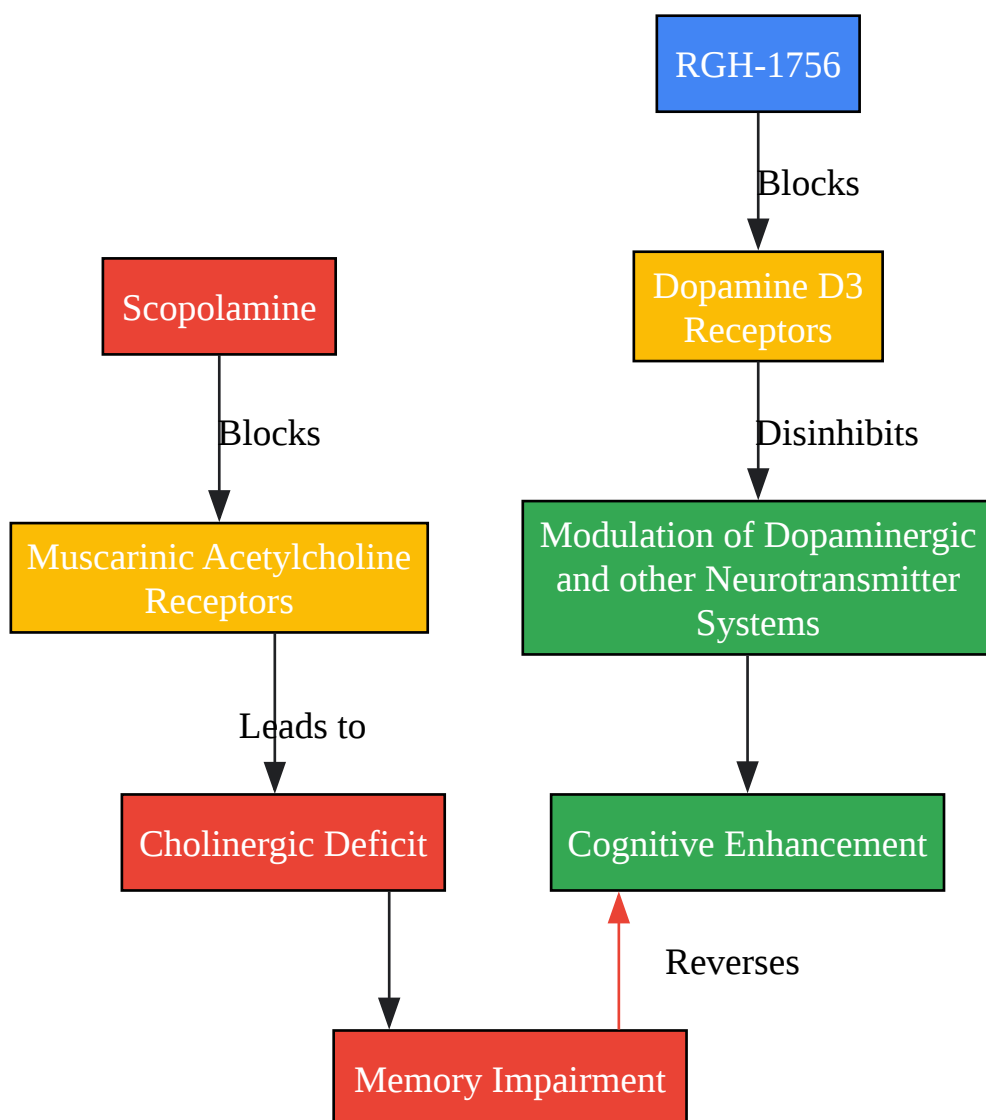 RGH-1756
Blocks
Dopamine D3
Receptors
Scopolamine
Blocks
Disinhibits
Muscarinic Acetylcholine
Receptors
Modulation of Dopaminergic
and other Neurotransmitter
Systems
Leads to
Cholinergic Deficit
Cognitive Enhancement
Reverses
Memory Impairment